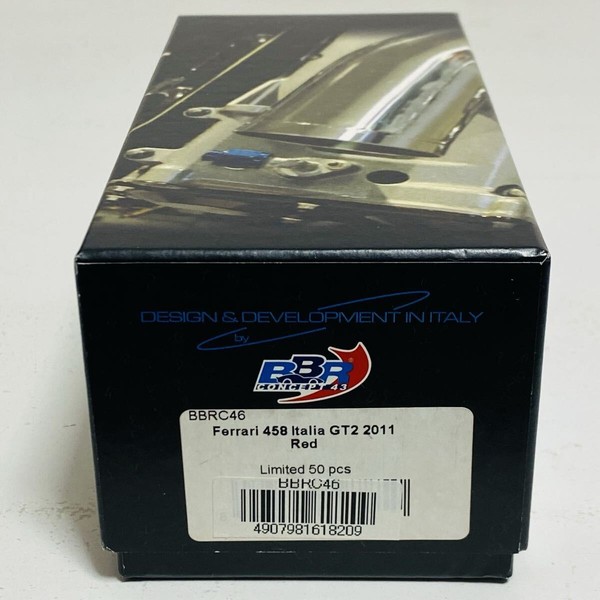 DESIGN & DEVELOPMENT IN ITALY
by
BBR
CONCEPT 43
BBRC46
Ferrari 458 Italia GT2 2011
Red
Limited 50 pcs
BBRC46
4907981618209